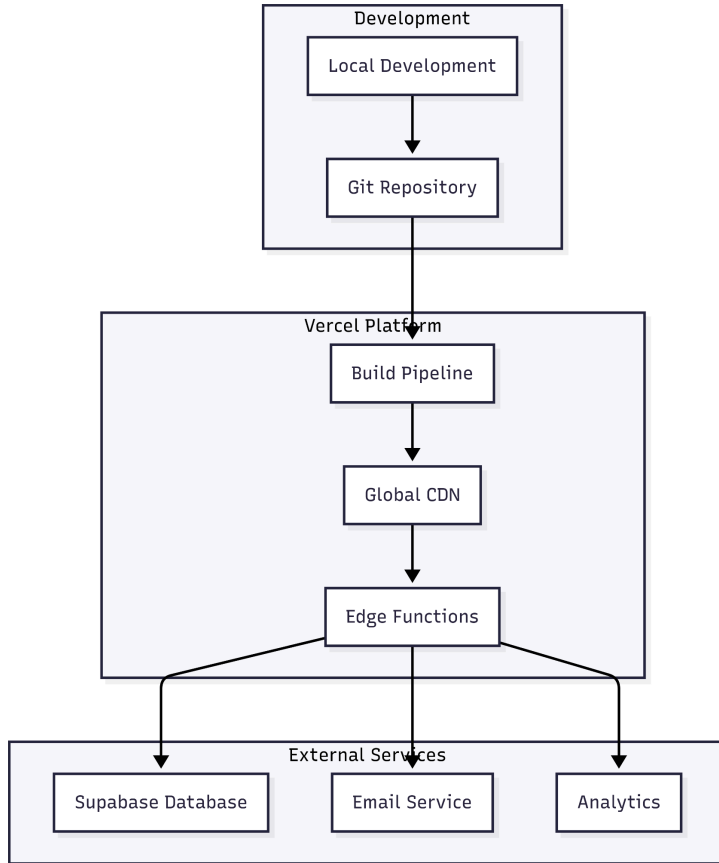 Development
Local Development
Git Repository
Vercel Platform
Build Pipeline
Global CDN
Edge Functions
External Services
Supabase Database
Email Service
Analytics